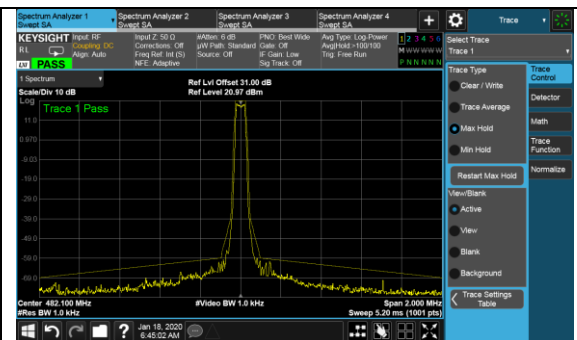 Spectrum Analyzer 1
Swept SA
Spectrum Analyzer 2
Swept SA
Spectrum Analyzer 3
Swept SA
Spectrum Analyzer 4
Swept SA
+
Trace
KEYSIGHT
RL
LXI PASS
Input: RF
Coupling: DC
Align: Auto
Input Z: 50 Ω
Corrections: Off
Freq Ref: Int (S)
NFE: Adaptive
#Atten: 6 dB
µW Path: Standard
Source: Off
PNO: Best Wide
Gate: Off
IF Gain: Low
Sig Track: Off
Avg Type: Log-Power
Avg|Hold >100/100
Trig: Free Run
1 2 3 4 5 6
M W W W W W
P N N N N N
1 Spectrum
Scale/Div 10 dB
Ref Lvl Offset 31.00 dB
Ref Level 20.97 dBm
Log
Trace 1 Pass
11.0
0.970
-9.03
-19.0
-29.0
-39.0
-49.0
-59.0
-69.0
Center 482.100 MHz
#Res BW 1.0 kHz
#Video BW 1.0 kHz
Span 2.000 MHz
Sweep 5.20 ms (1001 pts)
Select Trace
Trace 1
Trace Type
Clear / Write
Trace Average
Max Hold
Min Hold
Restart Max Hold
View/Blank
Active
View
Blank
Background
Trace Settings
Table
Trace
Control
Detector
Math
Trace
Function
Normalize
?
Jan 18, 2020
6:45:02 AM